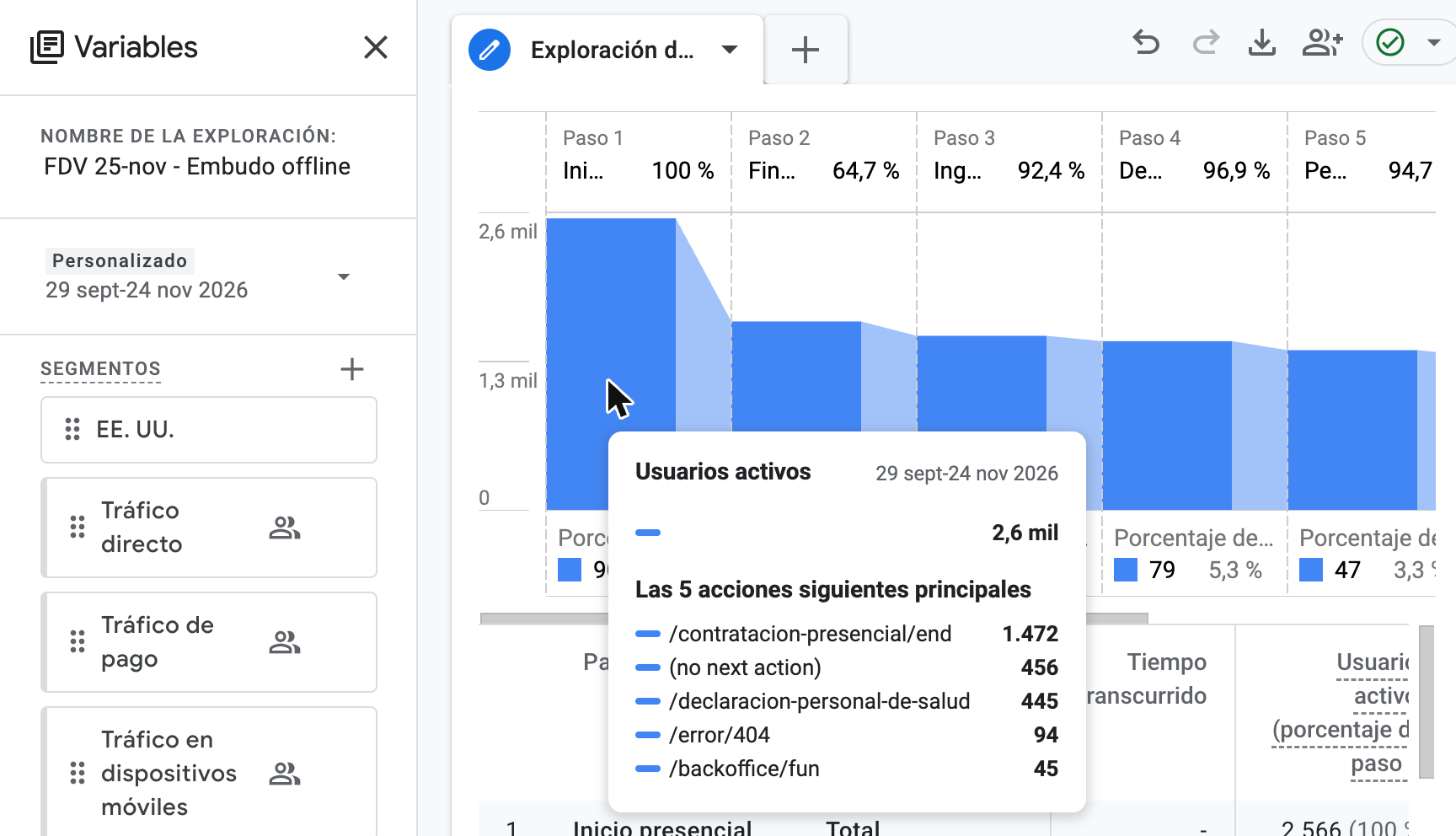 Variables
NOMBRE DE LA EXPLORACIÓN:
FDV 25-nov - Embudo offline
Personalizado
29 sept-24 nov 2026
SEGMENTOS
EE. UU.
Tráfico
directo
Tráfico de
pago
Tráfico en
dispositivos
móviles
Exploración d...
Paso 1
Ini... 100 %
Paso 2
Fin... 64,7 %
Paso 3
Ing... 92,4 %
Paso 4
De... 96,9 %
Paso 5
Pe... 94,7
2,6 mil
1,3 mil
0
Usuarios activos 29 sept-24 nov 2026
2,6 mil
Las 5 acciones siguientes principales
/contratacion-presencial/end 1.472
(no next action) 456
/declaracion-personal-de-salud 445
/error/404 94
/backoffice/fun 45
Porcentaje de...
79 5,3 %
Porcentaje de
47 3,3 %
Tiempo
transcurrido
(porcentaje d
paso
1 Inicio presencial Total - 2.566 (100 %